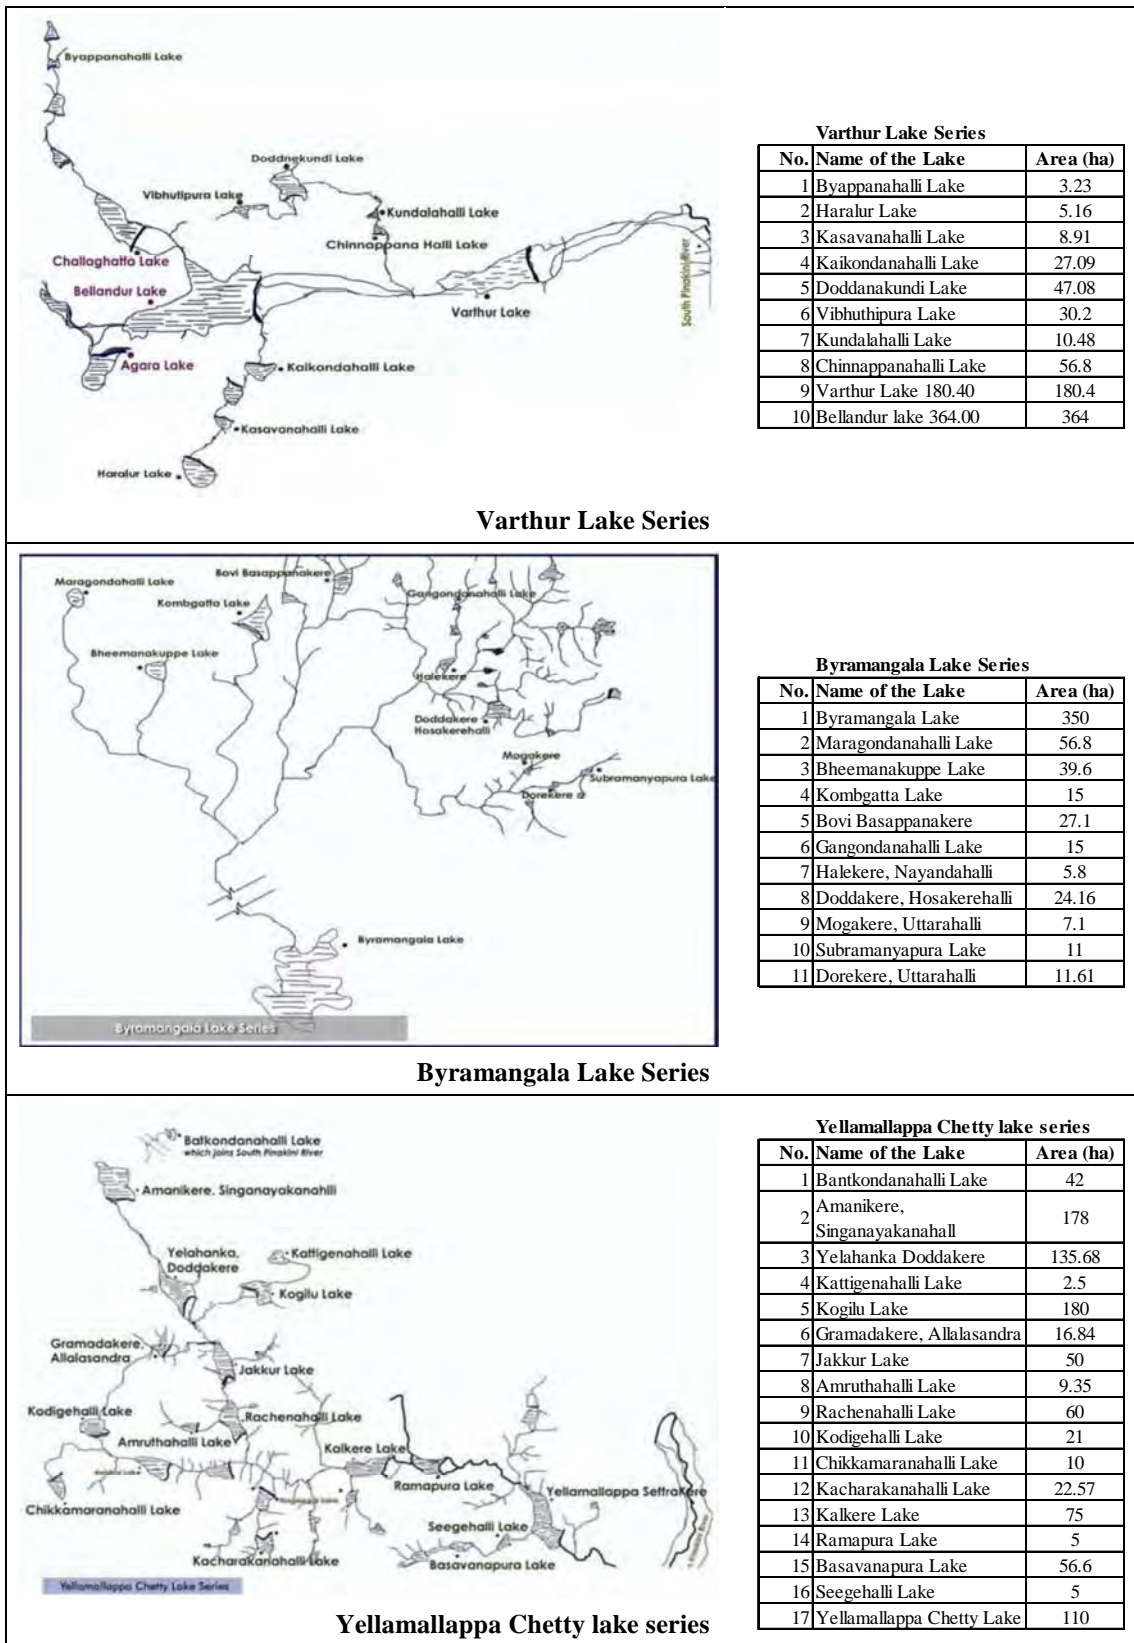 Byappanahalli Lake
Doddnekundi Lake
Vibhutipura Lake
Kundalahalli Lake
Chinnappana Halli Lake
Challaghatta Lake
Bellandur Lake
Varthur Lake
South Pinakini River
Agara Lake
Kaikondahalli Lake
Kasavanahalli Lake
Haralur Lake
Varthur Lake Series
Varthur Lake Series
No. Name of the Lake Area (ha)
1 Byappanahalli Lake 3.23
2 Haralur Lake 5.16
3 Kasavanahalli Lake 8.91
4 Kaikondanahalli Lake 27.09
5 Doddanakundi Lake 47.08
6 Vibhuthipura Lake 30.2
7 Kundalahalli Lake 10.48
8 Chinnappanahalli Lake 56.8
9 Varthur Lake 180.40 180.4
10 Bellandur lake 364.00 364
Maragondahalli Lake
Bovi Basappanakere
Kombgatta Lake
Gangondanahalli Lake
Bheemanakuppe Lake
Halekere
Doddakere
Hosakerehalli
Mogakere
Subramanyapura Lake
Dorekere
Byramangala Lake
Byramangala Lake Series
Byramangala Lake Series
Byramangala Lake Series
No. Name of the Lake Area (ha)
1 Byramangala Lake 350
2 Maragondanahalli Lake 56.8
3 Bheemanakuppe Lake 39.6
4 Kombgatta Lake 15
5 Bovi Basappanakere 27.1
6 Gangondanahalli Lake 15
7 Halekere, Nayandahalli 5.8
8 Doddakere, Hosakerehalli 24.16
9 Mogakere, Uttarahalli 7.1
10 Subramanyapura Lake 11
11 Dorekere, Uttarahalli 11.61
Batkondanahalli Lake
which joins South Pinakini River
Amanikere, Singanayakanahlli
Yelahanka,
Doddakere
Kattigenahalli Lake
Kogilu Lake
Gramadakere,
Allalasandra
Jakkur Lake
Kodigehalli Lake
Rachenahalli Lake
Amruthahalli Lake
Kalkere Lake
Ramapura Lake
Yellamallappa Settrakere
Chikkamaranahalli Lake
Seegehalli Lake
Kacharakanahalli Lake
Basavanapura Lake
Yellamallappa Chetty Lake Series
Yellamallappa Chetty lake series
Yellamallappa Chetty lake series
No. Name of the Lake Area (ha)
1 Bantkondanahalli Lake 42
2 Amanikere,
Singanayakanahall 178
3 Yelahanka Doddakere 135.68
4 Kattigenahalli Lake 2.5
5 Kogilu Lake 180
6 Gramadakere, Allalasandra 16.84
7 Jakkur Lake 50
8 Amruthahalli Lake 9.35
9 Rachenahalli Lake 60
10 Kodigehalli Lake 21
11 Chikkamaranahalli Lake 10
12 Kacharakanahalli Lake 22.57
13 Kalkere Lake 75
14 Ramapura Lake 5
15 Basavanapura Lake 56.6
16 Seegehalli Lake 5
17 Yellamallappa Chetty Lake 110